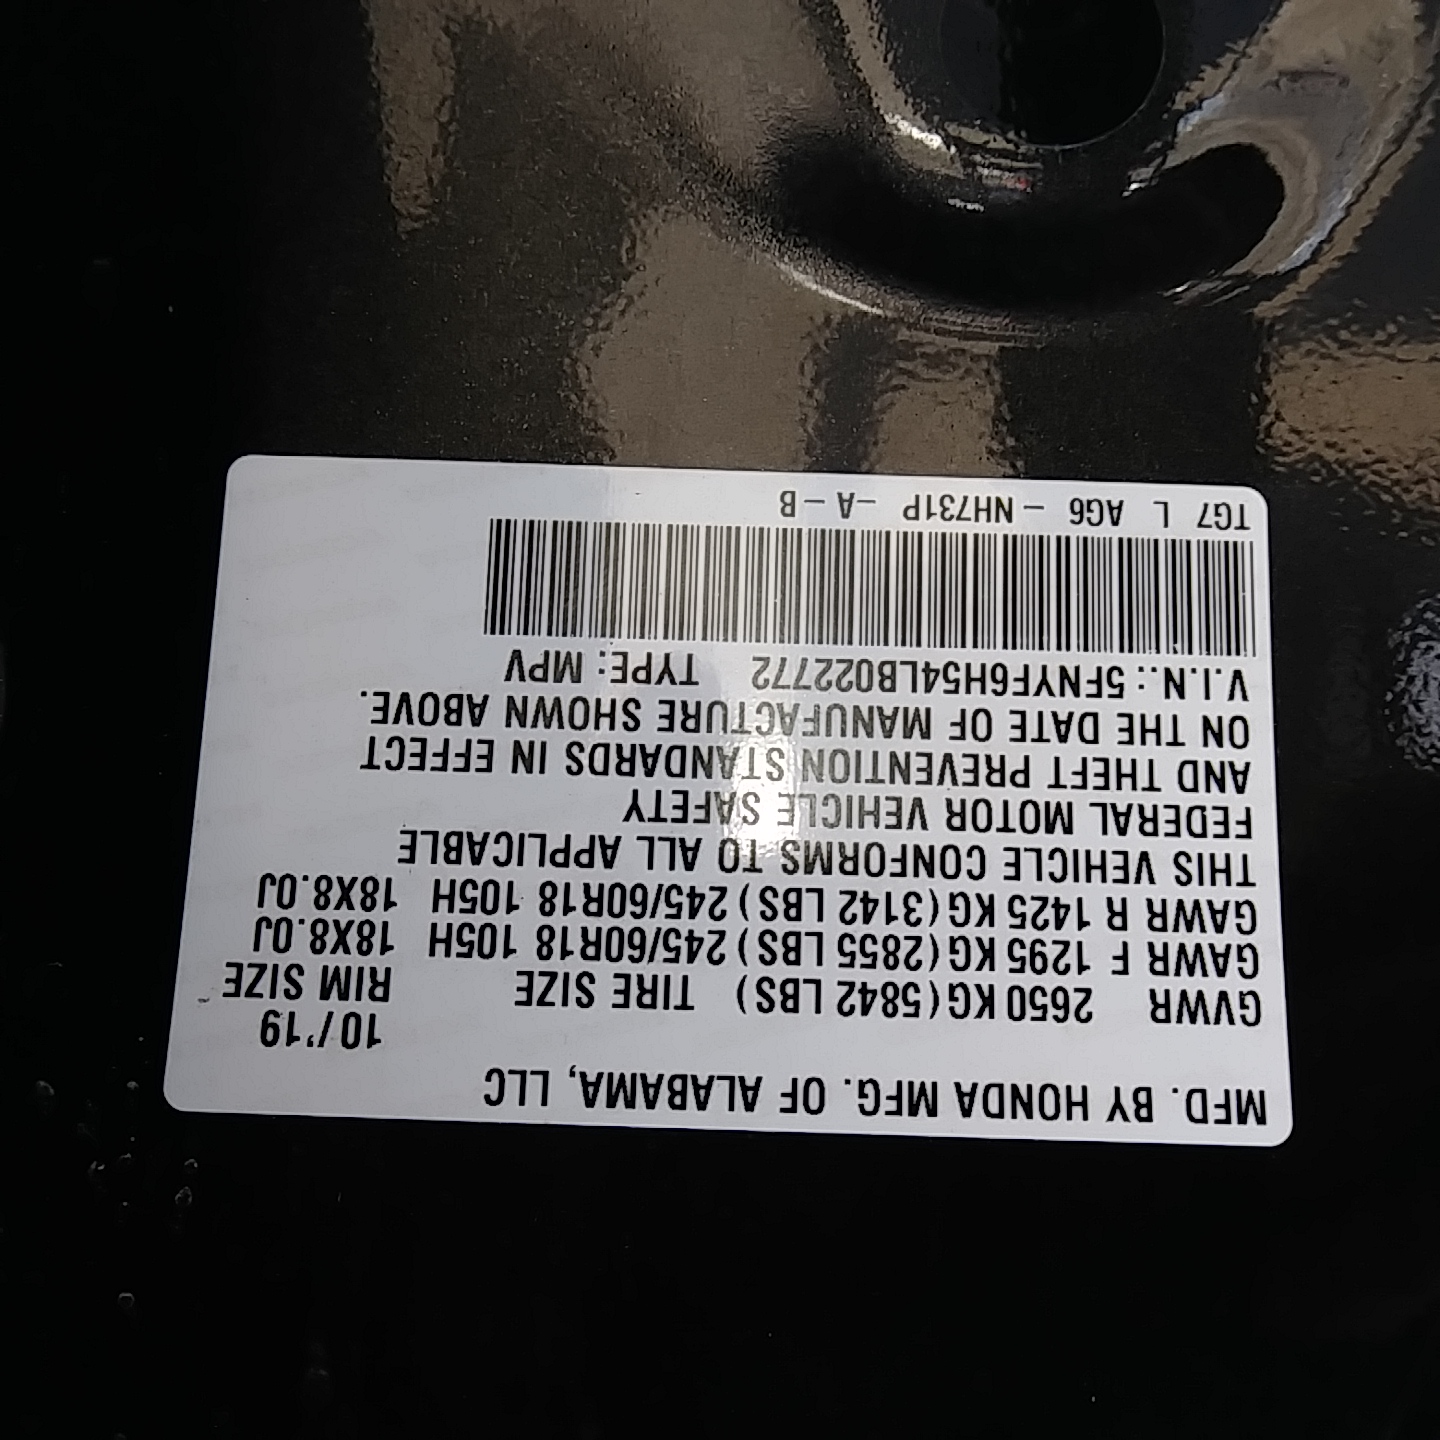 MFD. BY HONDA MFG. OF ALABAMA, LLC
10/'19
GVWR 2650 KG (5842 LBS) TIRE SIZE RIM SIZE
GAWR F 1295 KG (2855 LBS) 245/60R18 105H 18X8.0J
GAWR R 1425 KG (3142 LBS) 245/60R18 105H 18X8.0J
THIS VEHICLE CONFORMS TO ALL APPLICABLE
FEDERAL MOTOR VEHICLE SAFETY
AND THEFT PREVENTION STANDARDS IN EFFECT
ON THE DATE OF MANUFACTURE SHOWN ABOVE.
V.I.N.: 5FNYF6H54LB022772 TYPE: MPV
TG7 L AG6 - NH731P -A-B